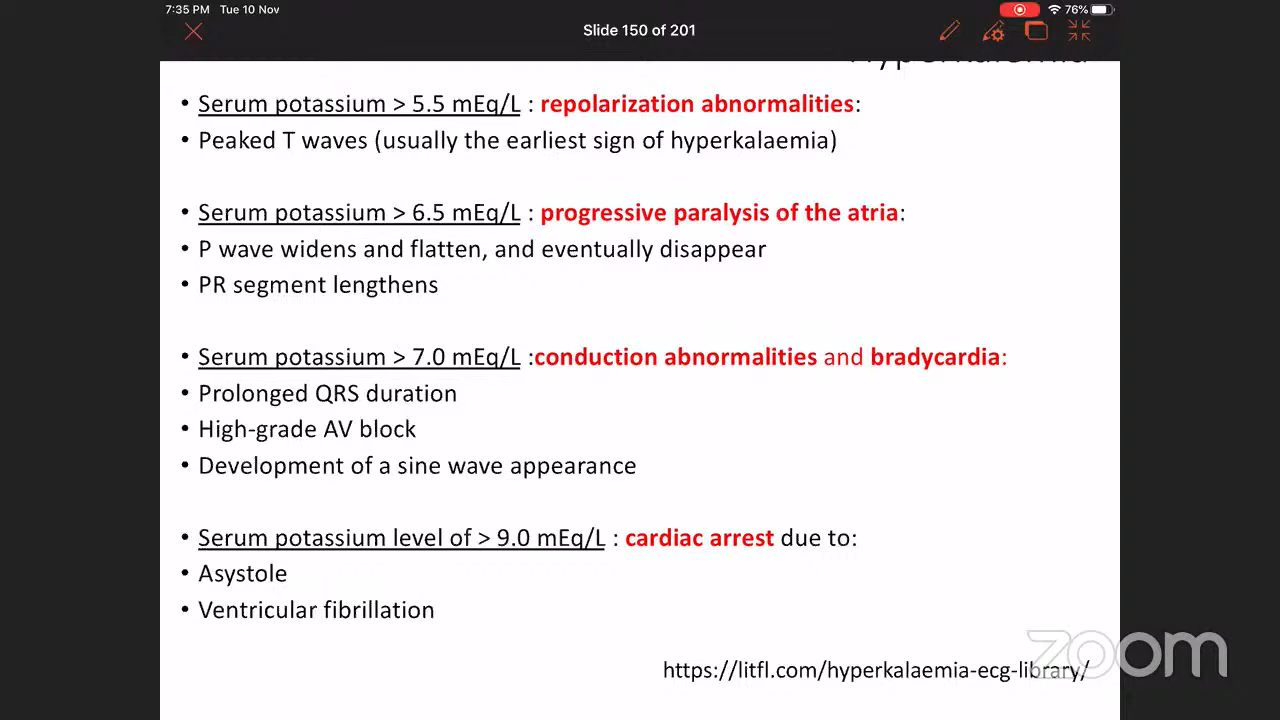 7:35 PM Tue 10 Nov
76%
Slide 150 of 201
Hyperkalaemia
• Serum potassium > 5.5 mEq/L : repolarization abnormalities:
• Peaked T waves (usually the earliest sign of hyperkalaemia)
• Serum potassium > 6.5 mEq/L : progressive paralysis of the atria:
• P wave widens and flatten, and eventually disappear
• PR segment lengthens
• Serum potassium > 7.0 mEq/L :conduction abnormalities and bradycardia:
• Prolonged QRS duration
• High-grade AV block
• Development of a sine wave appearance
• Serum potassium level of > 9.0 mEq/L : cardiac arrest due to:
• Asystole
• Ventricular fibrillation
zoom
https://litfl.com/hyperkalaemia-ecg-library/